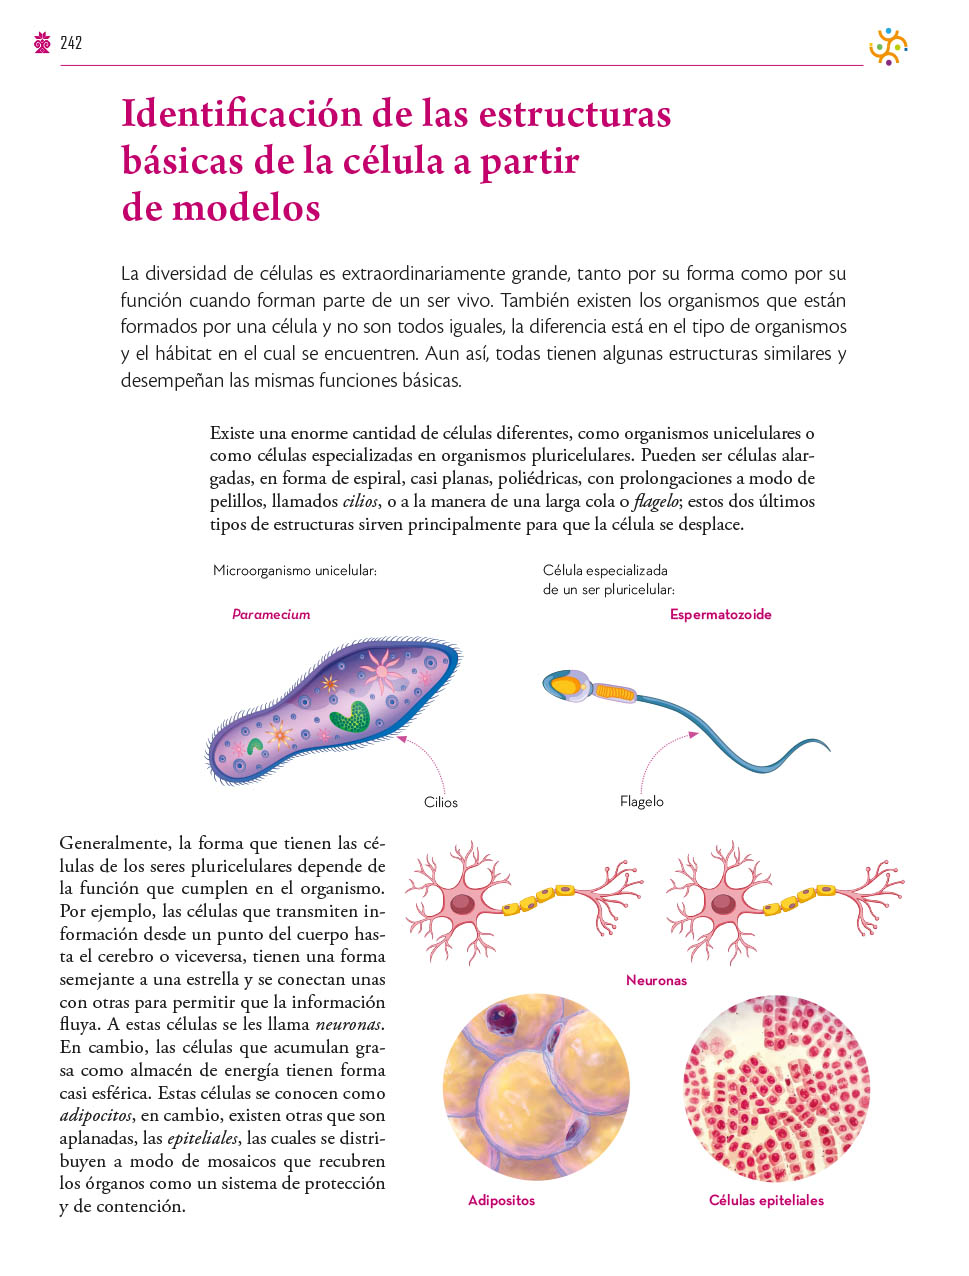 242
Identificación de las estructuras
básicas de la célula a partir
de modelos
La diversidad de células es extraordinariamente grande, tanto por su forma como por su
función cuando forman parte de un ser vivo. También existen los organismos que están
formados por una célula y no son todos iguales, la diferencia está en el tipo de organismos
y el hábitat en el cual se encuentren. Aun así, todas tienen algunas estructuras similares y
desempeñan las mismas funciones básicas.
Existe una enorme cantidad de células diferentes, como organismos unicelulares o
como células especializadas en organismos pluricelulares. Pueden ser células alar-
gadas, en forma de espiral, casi planas, poliédricas, con prolongaciones a modo de
pelillos, llamados cilios, o a la manera de una larga cola o flagelo; estos dos últimos
tipos de estructuras sirven principalmente para que la célula se desplace.
Microorganismo unicelular:
Paramecium
Célula especializada
de un ser pluricelular:
Espermatozoide
Cilios
Flagelo
Generalmente, la forma que tienen las cé-
lulas de los seres pluricelulares depende de
la función que cumplen en el organismo.
Por ejemplo, las células que transmiten in-
formación desde un punto del cuerpo has-
ta el cerebro o viceversa, tienen una forma
semejante a una estrella y se conectan unas
con otras para permitir que la información
fluya. A estas células se les llama neuronas.
En cambio, las células que acumulan gra-
sa como almacén de energía tienen forma
casi esférica. Estas células se conocen como
adipocitos, en cambio, existen otras que son
aplanadas, las epiteliales, las cuales se distri-
buyen a modo de mosaicos que recubren
los órganos como un sistema de protección
y de contención.
Neuronas
Adipositos
Células epiteliales